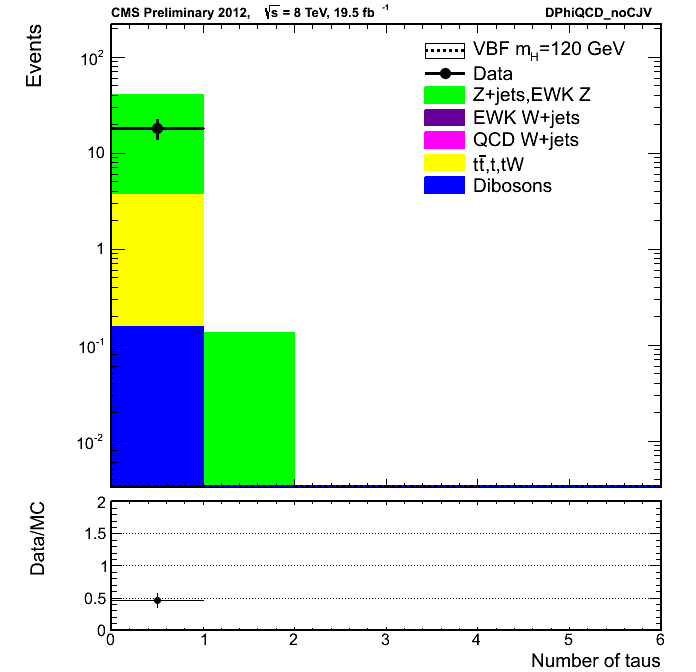 CMS Preliminary 2012, √s = 8 TeV, 19.5 fb⁻¹ DPhiQCD_noCJV
Events
VBF m_H=120 GeV
Data
Z+jets,EWK Z
EWK W+jets
QCD W+jets
tt̅,t,tW
Dibosons
10²
10
1
10⁻¹
10⁻²
Data/MC
2
1.5
1
0.5
0
0 1 2 3 4 5 6
Number of taus